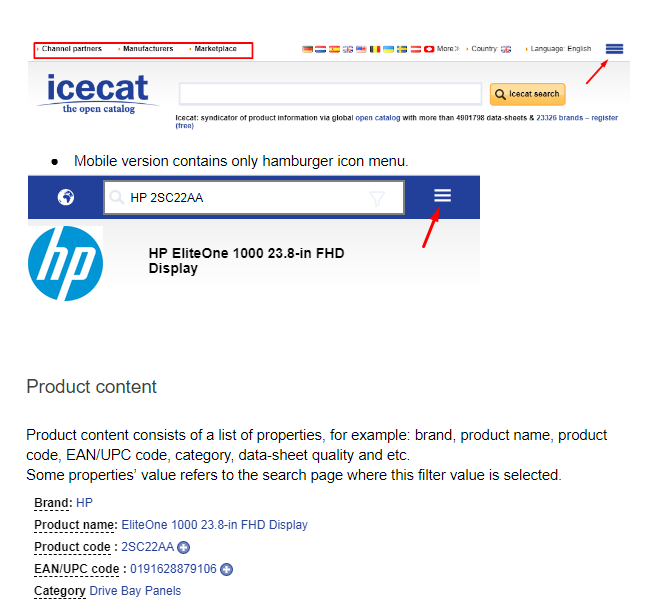 Channel partners Manufacturers Marketplace More Country Language: English
icecat
the open catalog
Icecat search
Icecat: syndicator of product information via global open catalog with more than 4901798 data-sheets & 23326 brands – register
(free)
● Mobile version contains only hamburger icon menu.
HP 2SC22AA
hp
HP EliteOne 1000 23.8-in FHD
Display
Product content
Product content consists of a list of properties, for example: brand, product name, product
code, EAN/UPC code, category, data-sheet quality and etc.
Some properties’ value refers to the search page where this filter value is selected.
Brand: HP
Product name: EliteOne 1000 23.8-in FHD Display
Product code : 2SC22AA
EAN/UPC code : 0191628879106
Category Drive Bay Panels